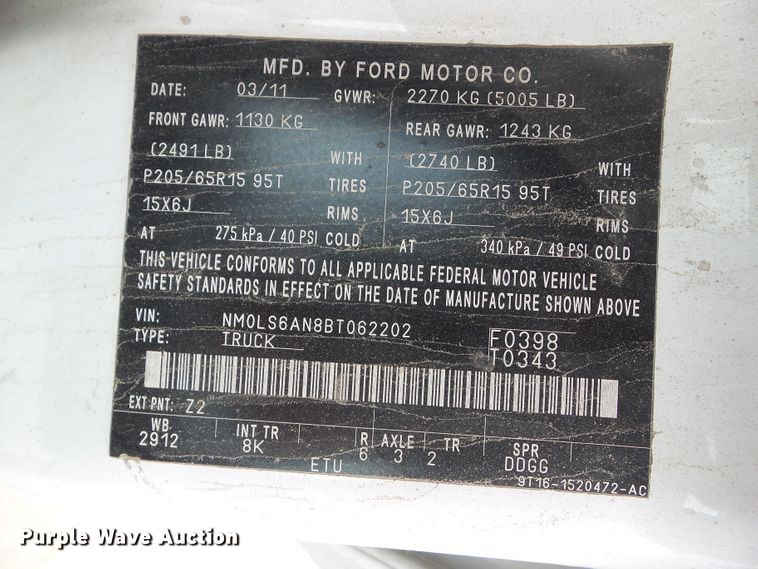 MFD. BY FORD MOTOR CO.
DATE: 03/11 GVWR: 2270 KG (5005 LB)
FRONT GAWR: 1130 KG REAR GAWR: 1243 KG
(2491 LB) WITH (2740 LB) WITH
P205/65R15 95T TIRES P205/65R15 95T TIRES
15X6J RIMS 15X6J RIMS
AT 275 kPa / 40 PSI COLD AT 340 kPa / 49 PSI COLD
THIS VEHICLE CONFORMS TO ALL APPLICABLE FEDERAL MOTOR VEHICLE
SAFETY STANDARDS IN EFFECT ON THE DATE OF MANUFACTURE SHOWN ABOVE
VIN: NM0LS6AN8BT062202 F0398
TYPE: TRUCK T0343
EXT PNT: Z2
WB INT TR R AXLE TR SPR
2912 8K 6 3 2 DDGG
ETU 9T16-1520472-AC
Purple Wave Auction